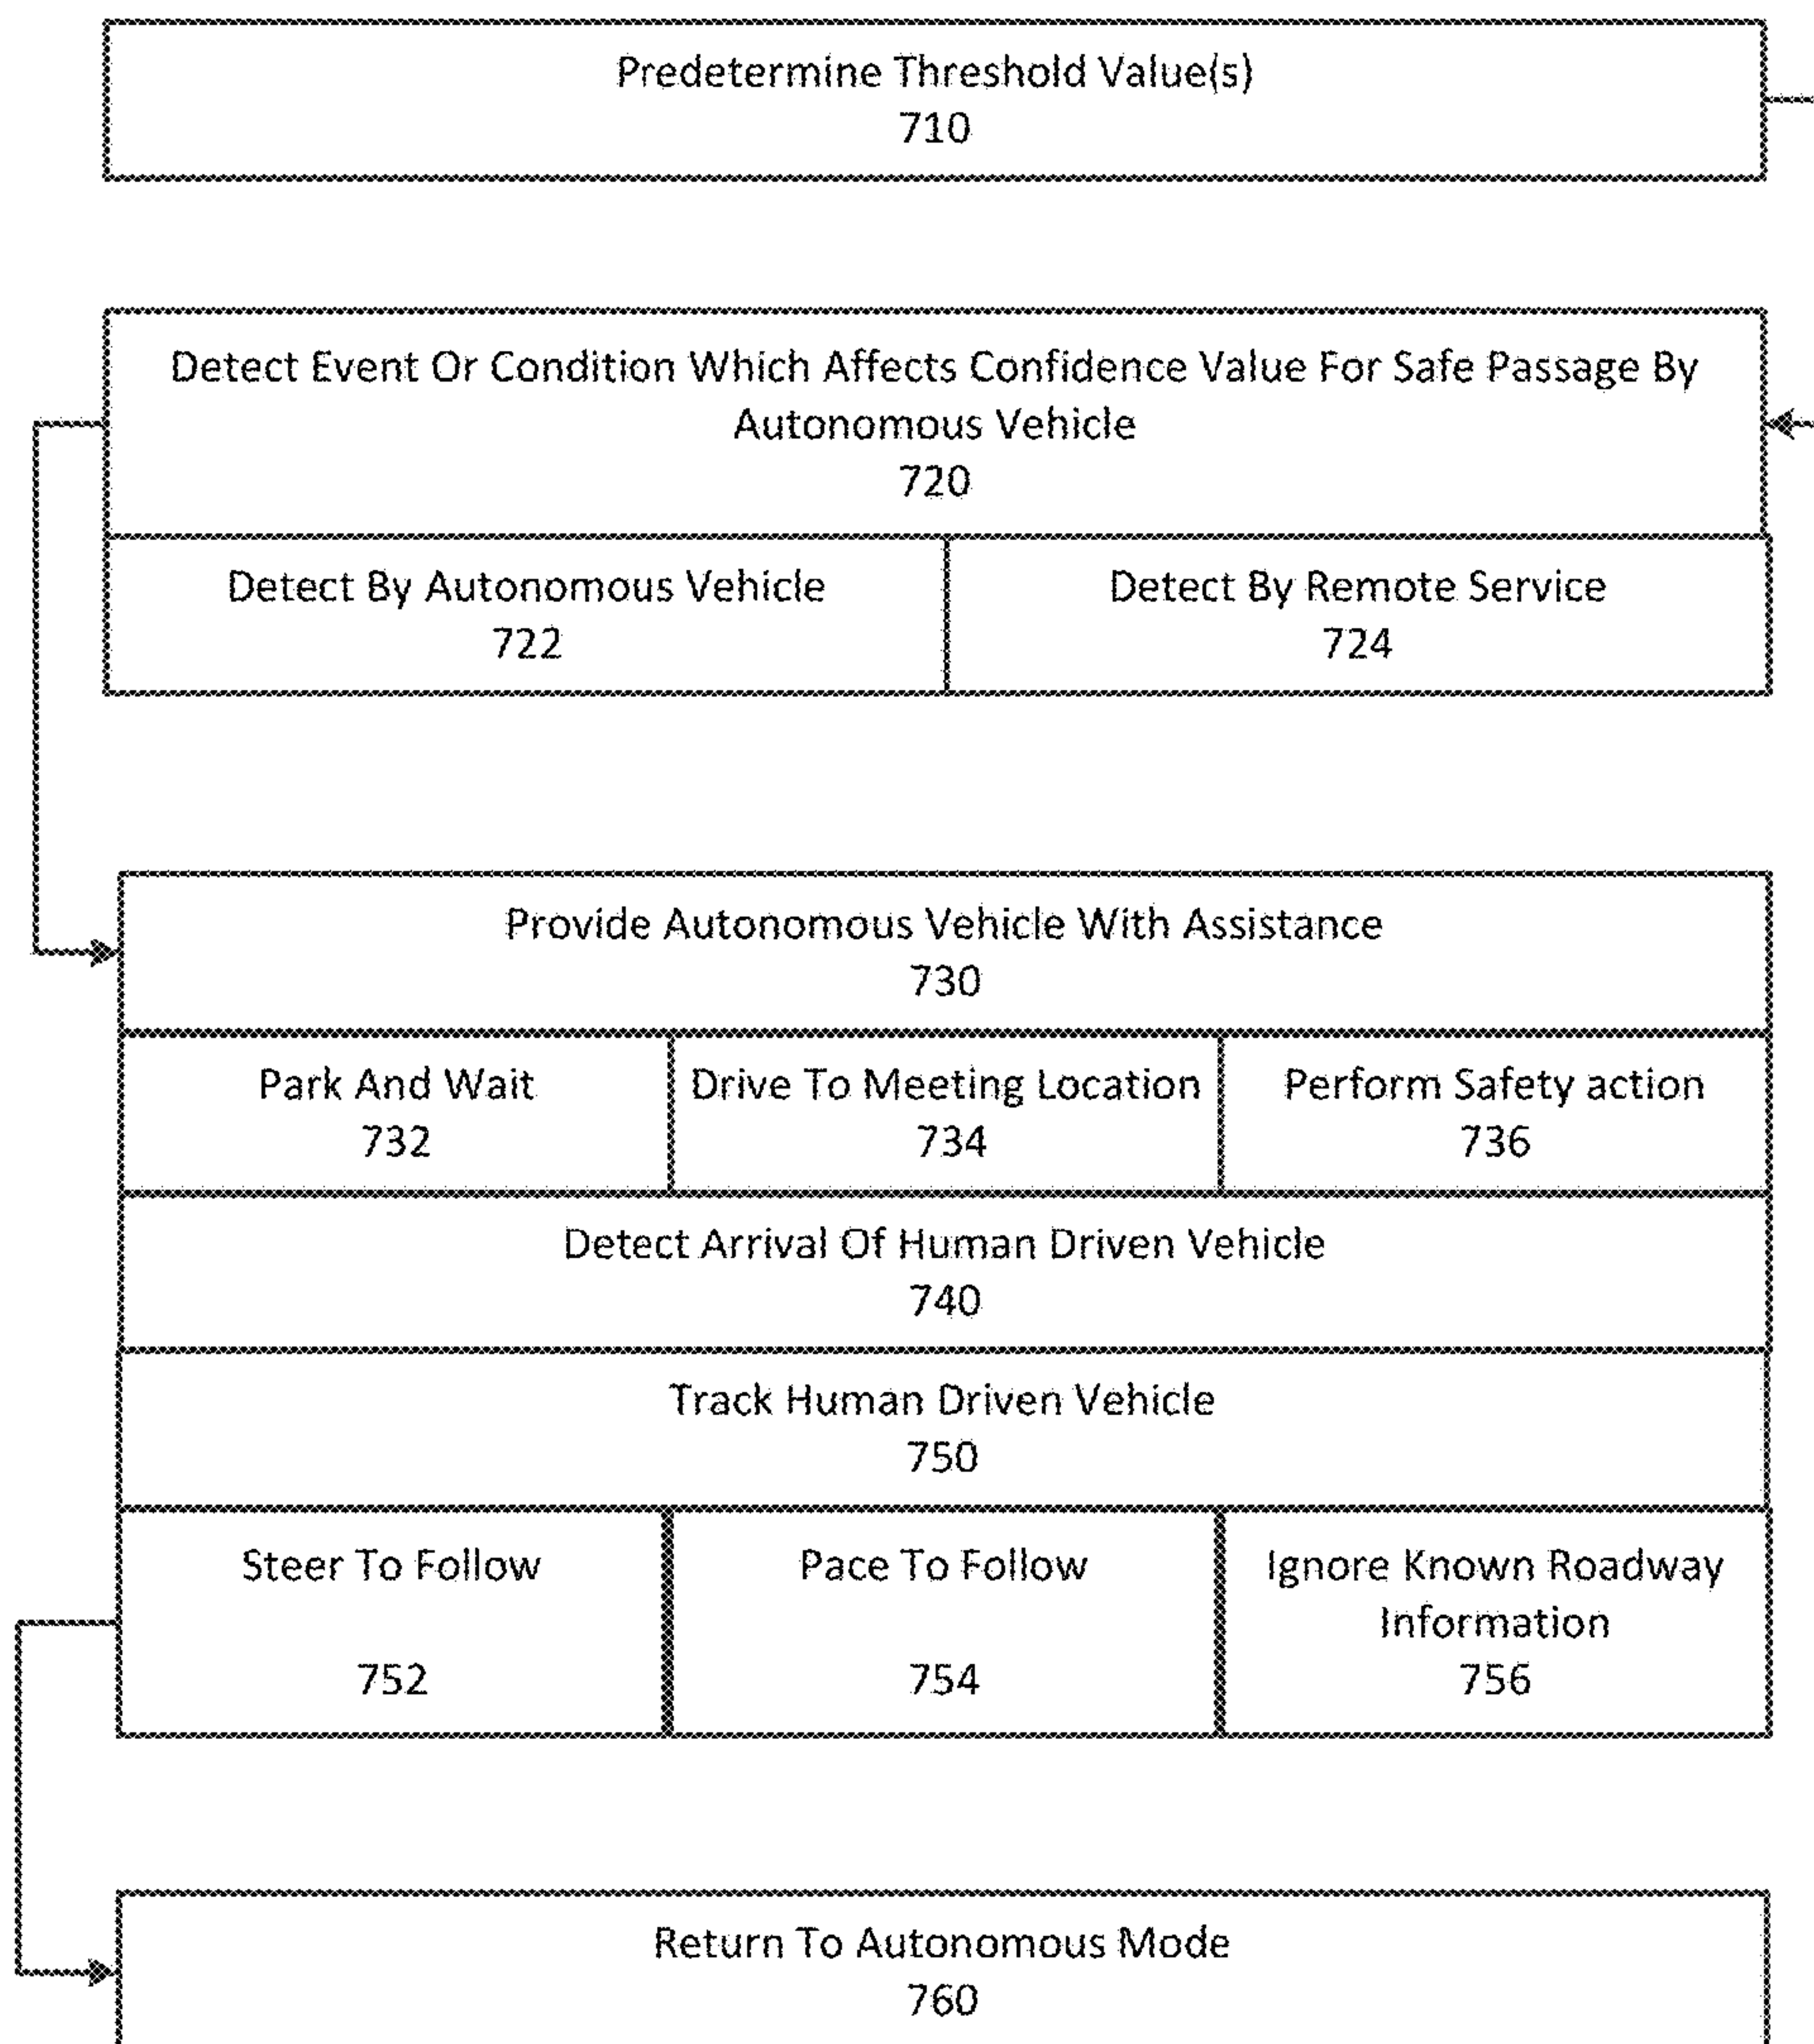 Predetermine Threshold Value(s)
710
Detect Event Or Condition Which Affects Confidence Value For Safe Passage By
Autonomous Vehicle
720
Detect By Autonomous Vehicle
722
Detect By Remote Service
724
Provide Autonomous Vehicle With Assistance
730
Park And Wait
732
Drive To Meeting Location
734
Perform Safety action
736
Detect Arrival Of Human Driven Vehicle
740
Track Human Driven Vehicle
750
Steer To Follow
752
Pace To Follow
754
Ignore Known Roadway
Information
756
Return To Autonomous Mode
760